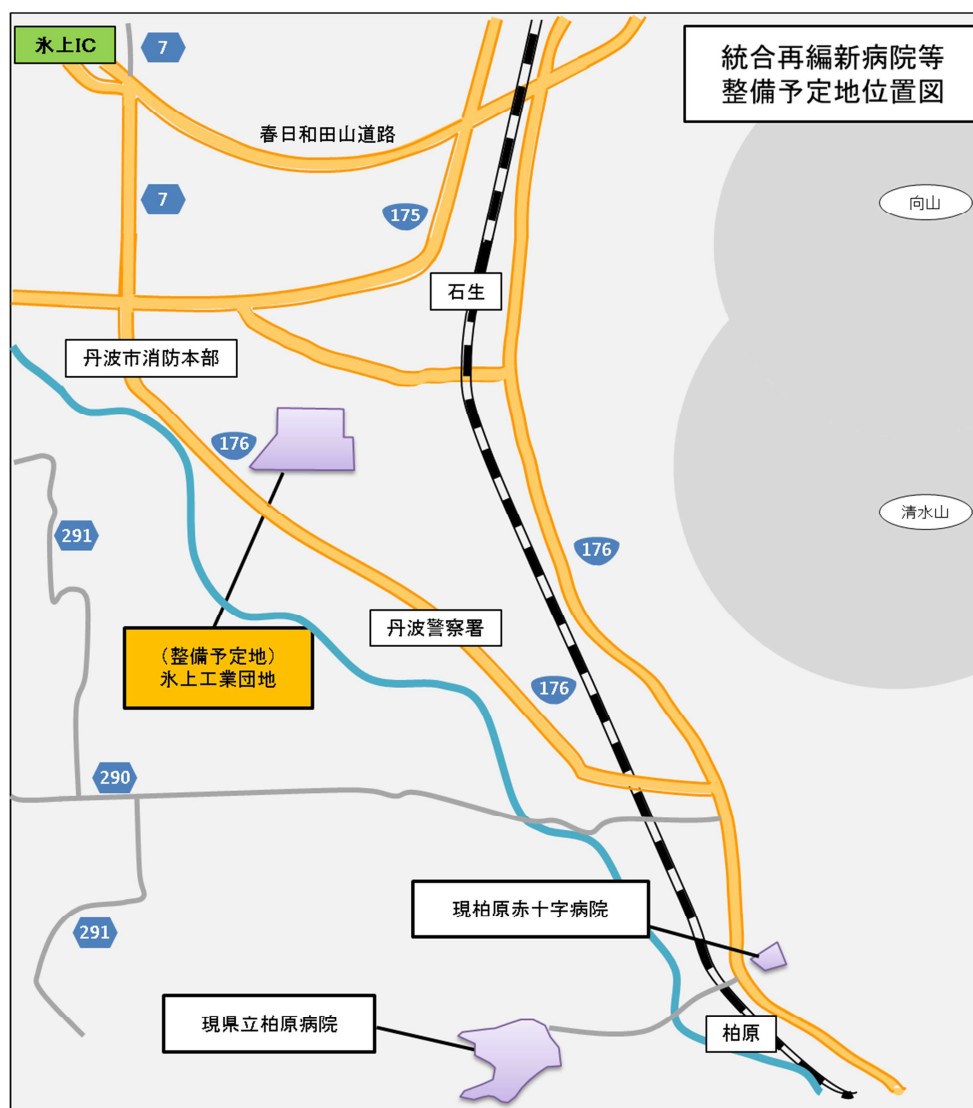 氷上IC
7
統合再編新病院等
整備予定地位置図
春日和田山道路
7
175
向山
石生
丹波市消防本部
176
清水山
291
176
丹波警察署
(整備予定地)
氷上工業団地
176
290
現柏原赤十字病院
291
現県立柏原病院
柏原